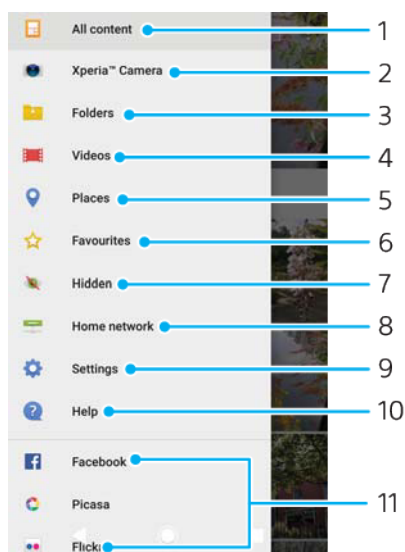 All content 1
Xperia™ Camera 2
Folders 3
Videos 4
Places 5
Favourites 6
Hidden 7
Home network 8
Settings 9
Help 10
Facebook
11
Picasa
Flickr